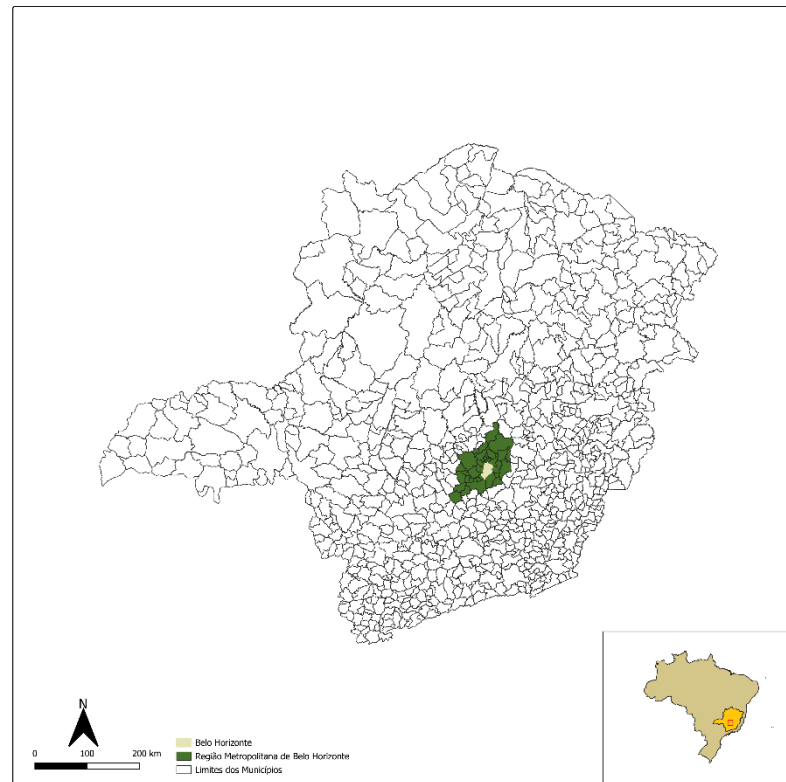 N
0 100 200 km
Belo Horizonte
Região Metropolitana de Belo Horizonte
Limites dos Municípios